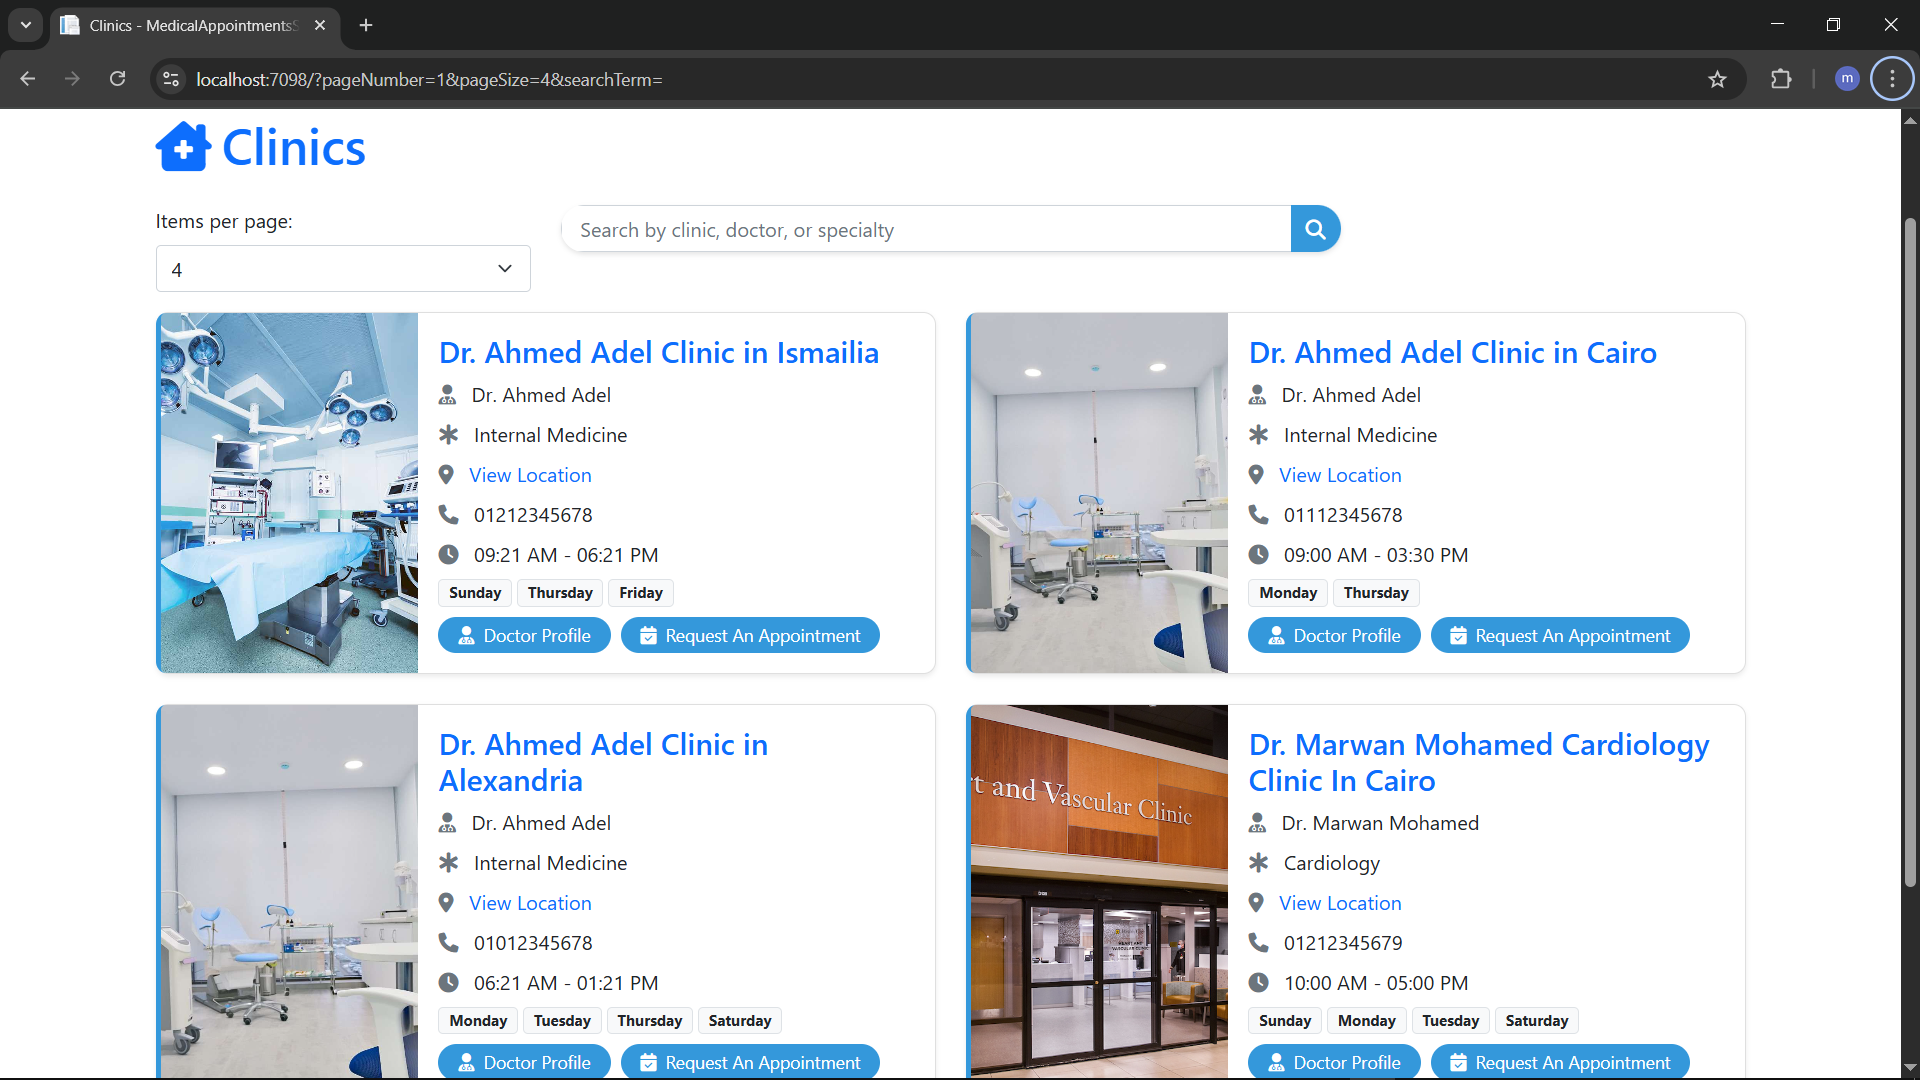 Clinics - MedicalAppointmentsS
localhost:7098/?pageNumber=1&pageSize=4&searchTerm=
m
Clinics
Items per page:
4
Search by clinic, doctor, or specialty
Dr. Ahmed Adel Clinic in Ismailia
Dr. Ahmed Adel
Internal Medicine
View Location
01212345678
09:21 AM - 06:21 PM
Sunday Thursday Friday
Doctor Profile Request An Appointment
Dr. Ahmed Adel Clinic in Cairo
Dr. Ahmed Adel
Internal Medicine
View Location
01112345678
09:00 AM - 03:30 PM
Monday Thursday
Doctor Profile Request An Appointment
Dr. Ahmed Adel Clinic in
Alexandria
Dr. Ahmed Adel
Internal Medicine
View Location
01012345678
06:21 AM - 01:21 PM
Monday Tuesday Thursday Saturday
Doctor Profile Request An Appointment
t and Vascular Clinic
Dr. Marwan Mohamed Cardiology
Clinic In Cairo
Dr. Marwan Mohamed
Cardiology
View Location
01212345679
10:00 AM - 05:00 PM
Sunday Monday Tuesday Saturday
Doctor Profile Request An Appointment